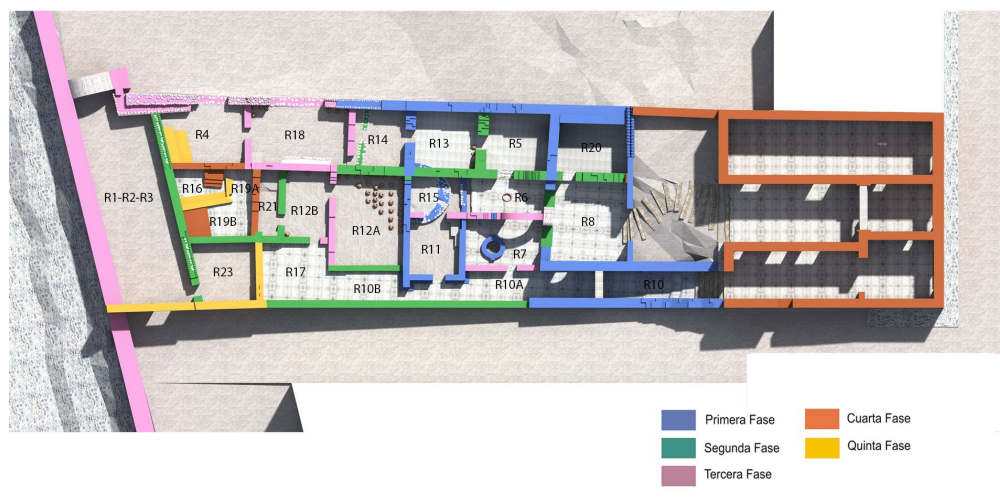 R4
R18
R14
R13
R5
R20
R1-R2-R3
R16
R19A
R21
R12B
R15
R6
R19B
R12A
R8
R11
R7
R23
R17
R10B
R10A
R10
Primera Fase
Segunda Fase
Tercera Fase
Cuarta Fase
Quinta Fase